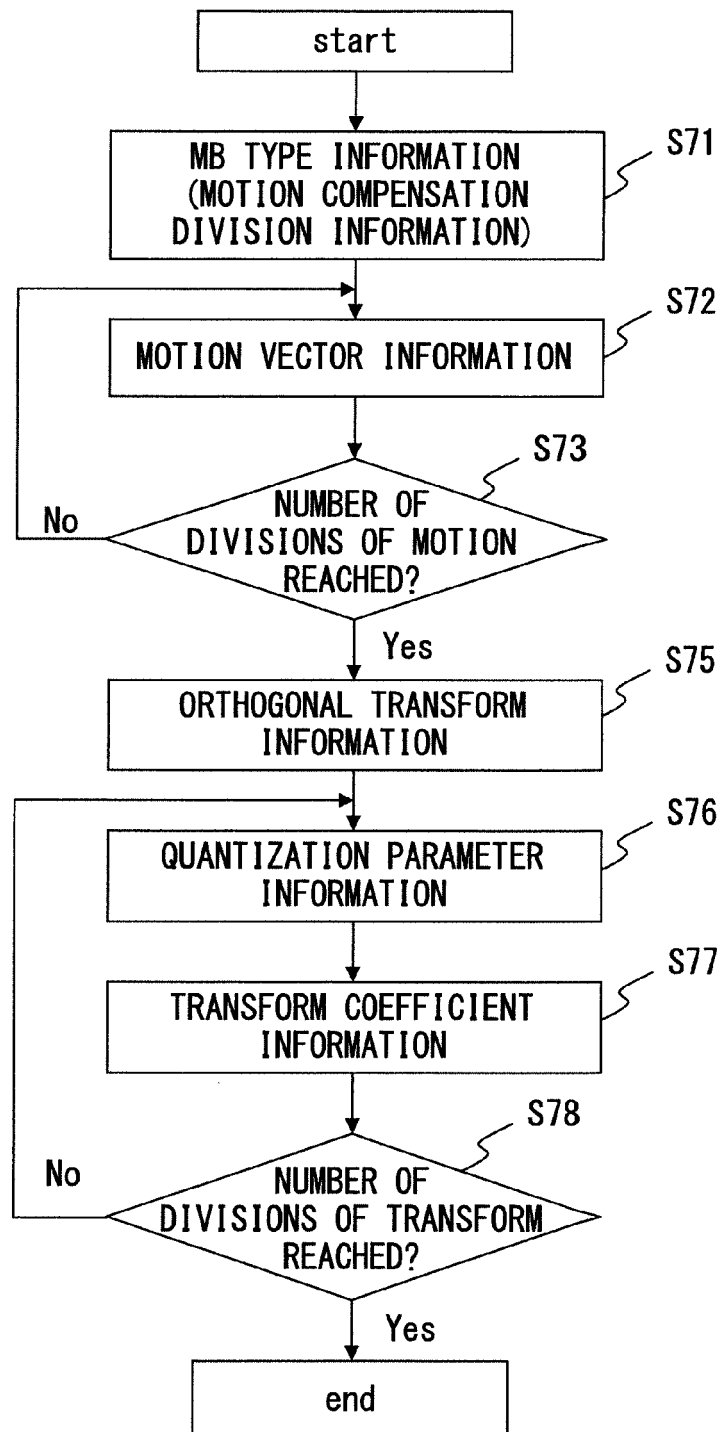 start
S71
MB TYPE INFORMATION
(MOTION COMPENSATION
DIVISION INFORMATION)
S72
MOTION VECTOR INFORMATION
S73
NUMBER OF
DIVISIONS OF MOTION
REACHED?
No
Yes
S75
ORTHOGONAL TRANSFORM
INFORMATION
S76
QUANTIZATION PARAMETER
INFORMATION
S77
TRANSFORM COEFFICIENT
INFORMATION
S78
NUMBER OF
DIVISIONS OF TRANSFORM
REACHED?
No
Yes
end